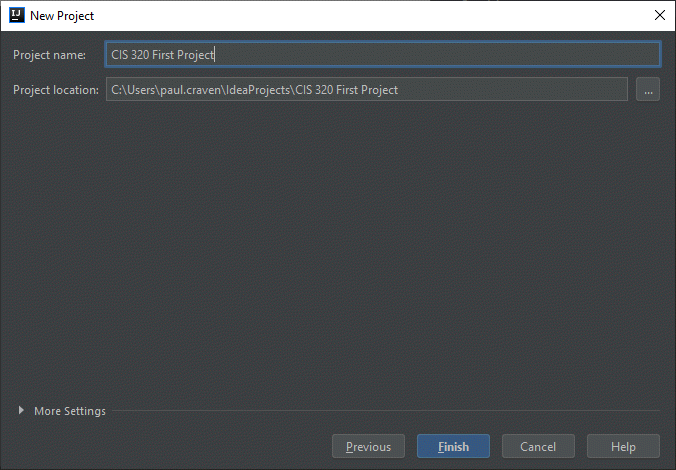 IJ New Project
Project name: CIS 320 First Project
Project location: C:\Users\paul.craven\IdeaProjects\CIS 320 First Project ...
More Settings
Previous Finish Cancel Help